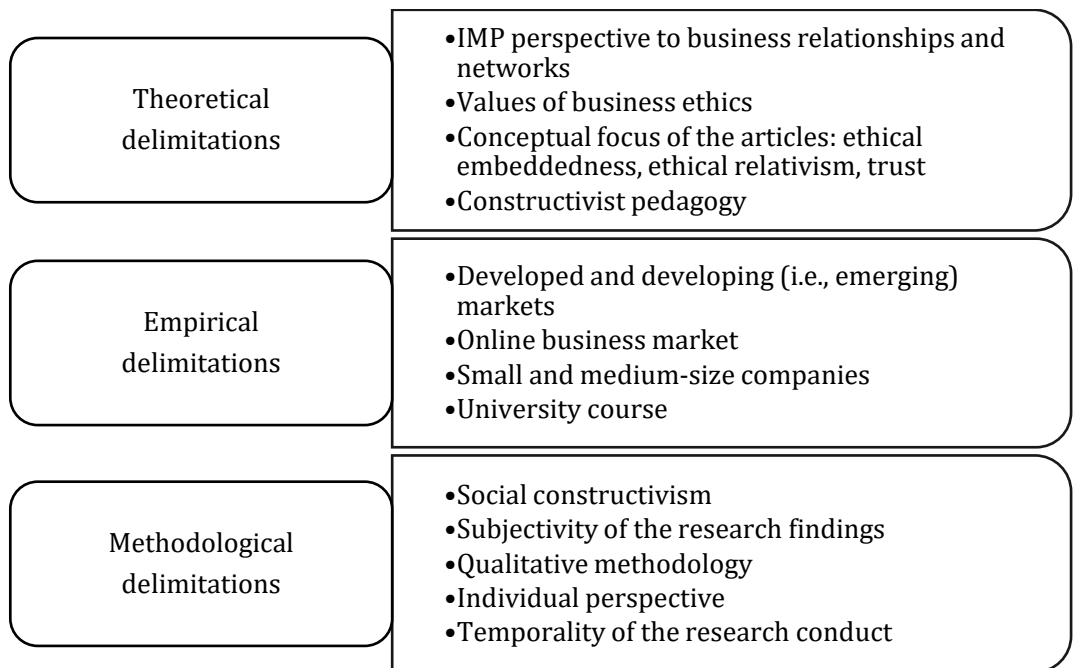 Theoretical
delimitations
•IMP perspective to business relationships and
networks
•Values of business ethics
•Conceptual focus of the articles: ethical
embeddedness, ethical relativism, trust
•Constructivist pedagogy
Empirical
delimitations
•Developed and developing (i.e., emerging)
markets
•Online business market
•Small and medium-size companies
•University course
Methodological
delimitations
•Social constructivism
•Subjectivity of the research findings
•Qualitative methodology
•Individual perspective
•Temporality of the research conduct